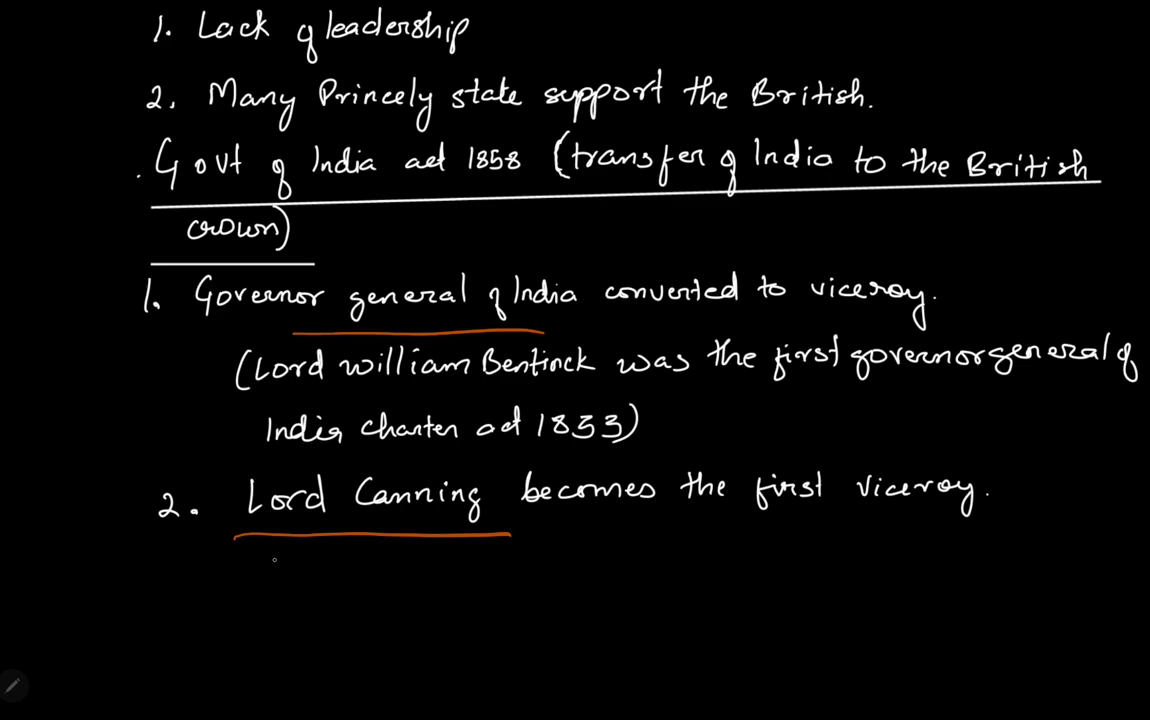 1. Lack of leadership
2. Many Princely state support the British.
. Govt of India act 1858 (transfer of India to the British
crown)
1. Governor general of India converted to viceroy.
(Lord william Bentinck was the first governor general of
India charter act 1833)
2. Lord Canning becomes the first viceroy.